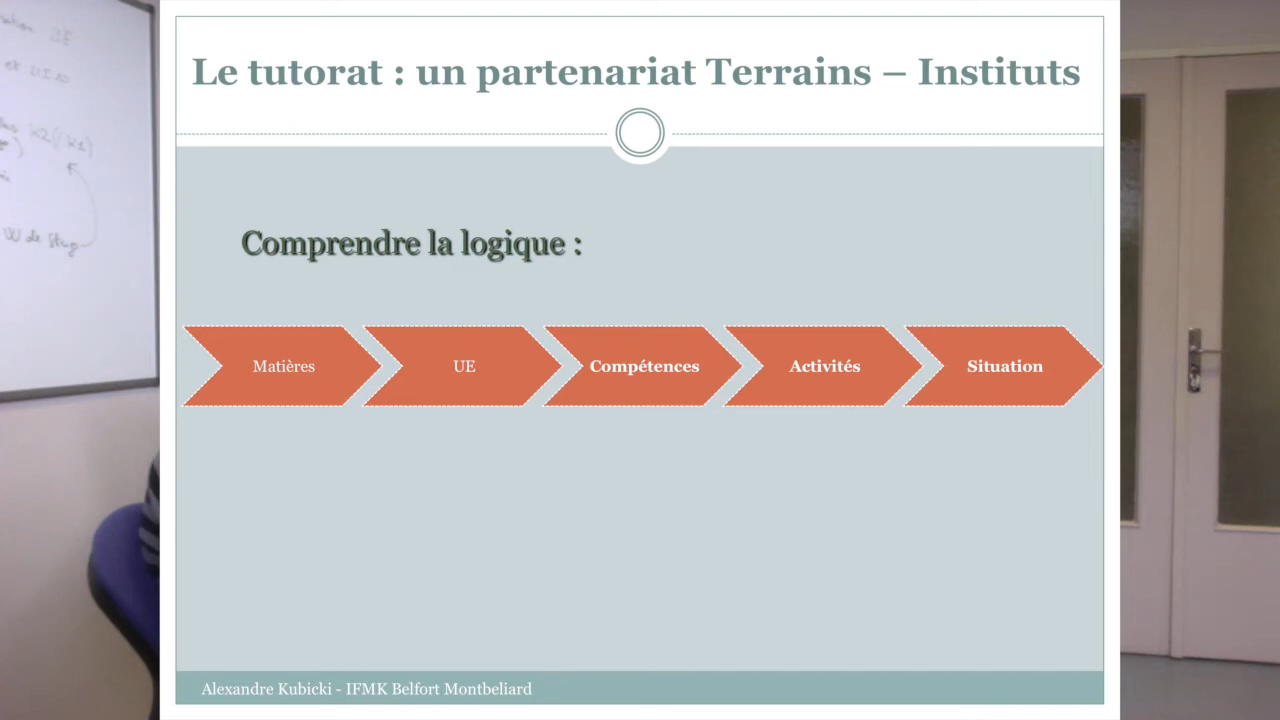 Le tutorat : un partenariat Terrains – Instituts
Comprendre la logique :
Matières
UE
Compétences
Activités
Situation
Alexandre Kubicki - IFMK Belfort Montbeliard